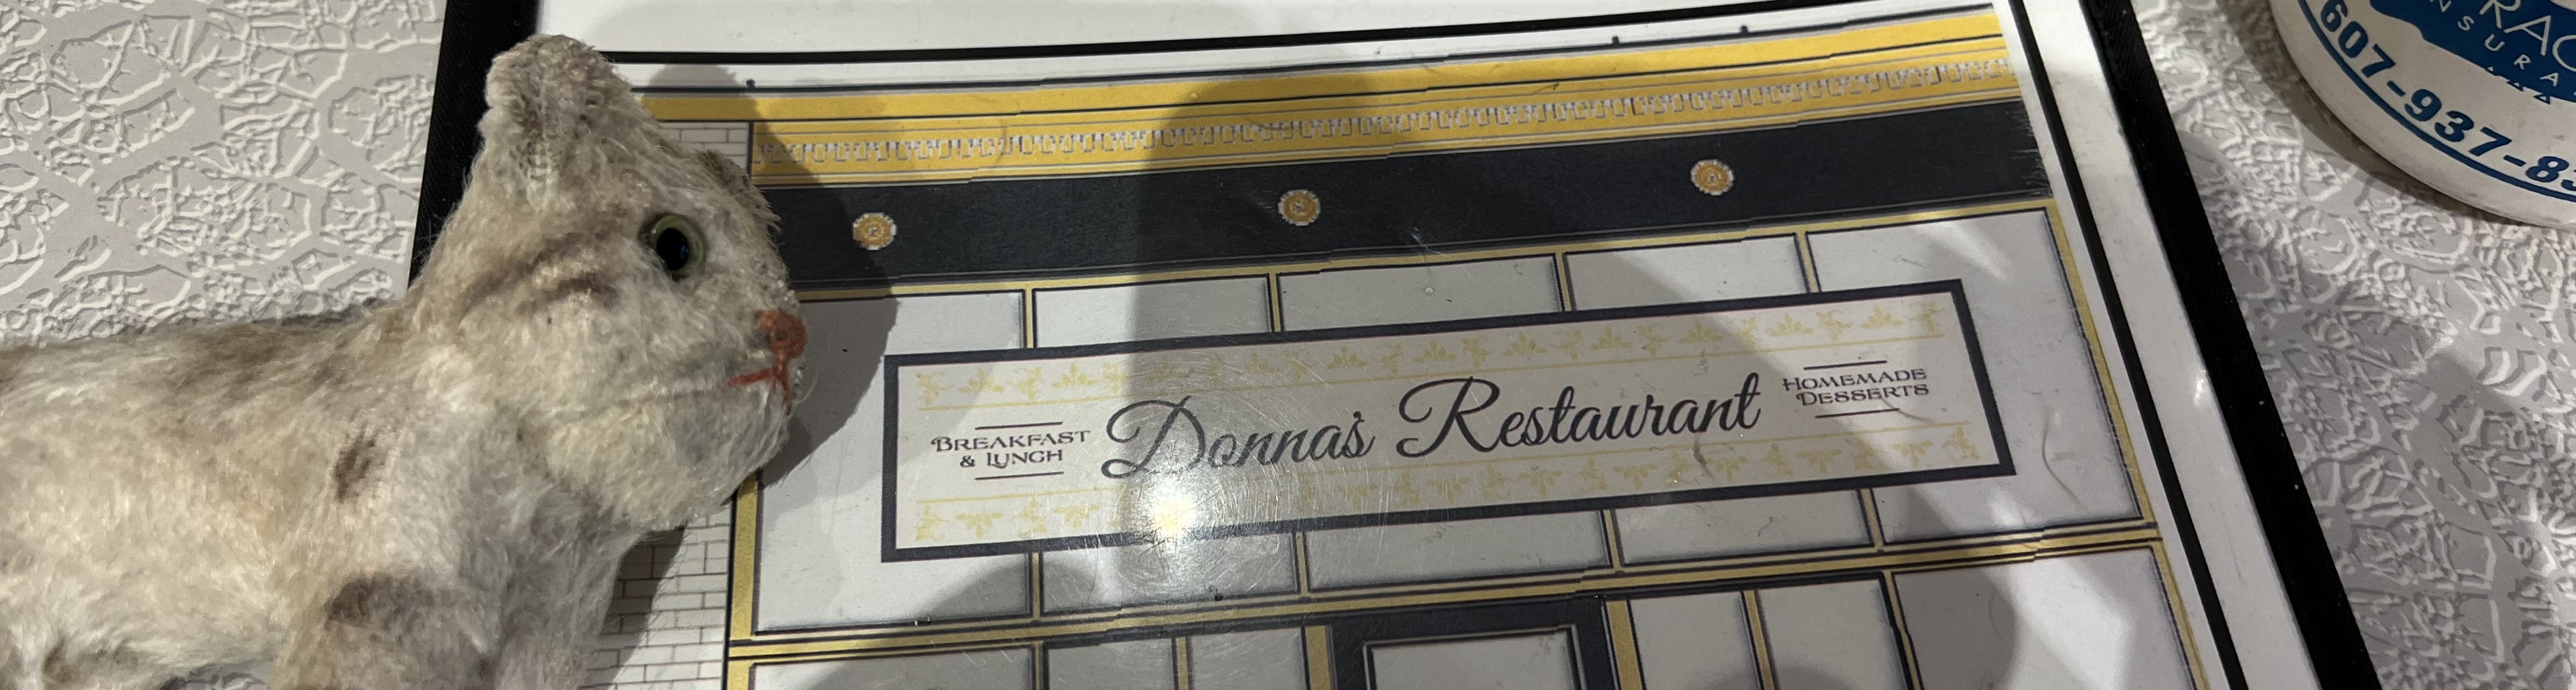 BREAKFAST
& LUNCH
Donna's Restaurant
HOMEMADE
DESSERTS
607-937-8